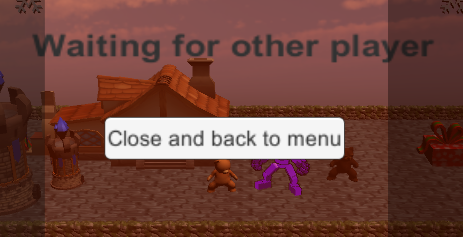 Waiting for other player
Close and back to menu